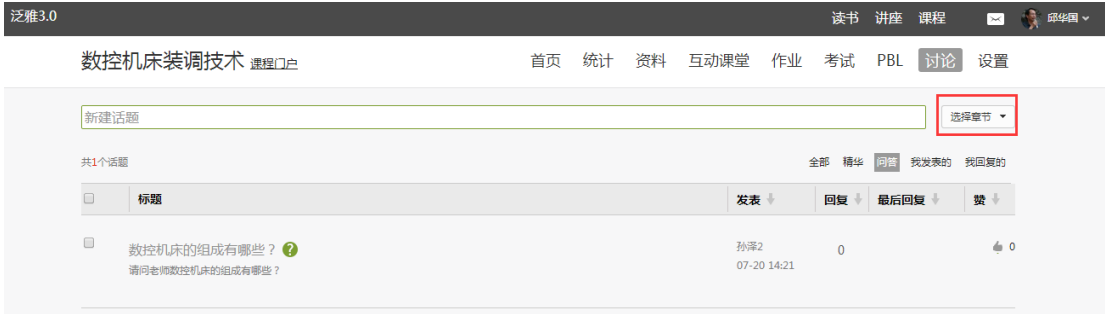 泛雅3.0 读书 讲座 课程 邱华国
数控机床装调技术 课程门户 首页 统计 资料 互动课堂 作业 考试 PBL 讨论 设置
新建话题 选择章节
共1个话题 全部 精华 问答 我发表的 我回复的
标题 发表 回复 最后回复 赞
数控机床的组成有哪些？ ? 孙泽2 0 0
请问老师数控机床的组成有哪些？ 07-20 14:21